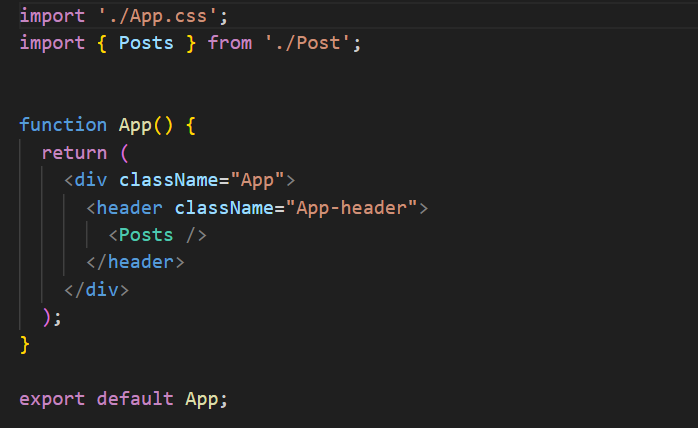 import './App.css';
import { Posts } from './Post';
function App() {
  return (
    <div className="App">
      <header className="App-header">
        <Posts />
      </header>
    </div>
  );
}
export default App;